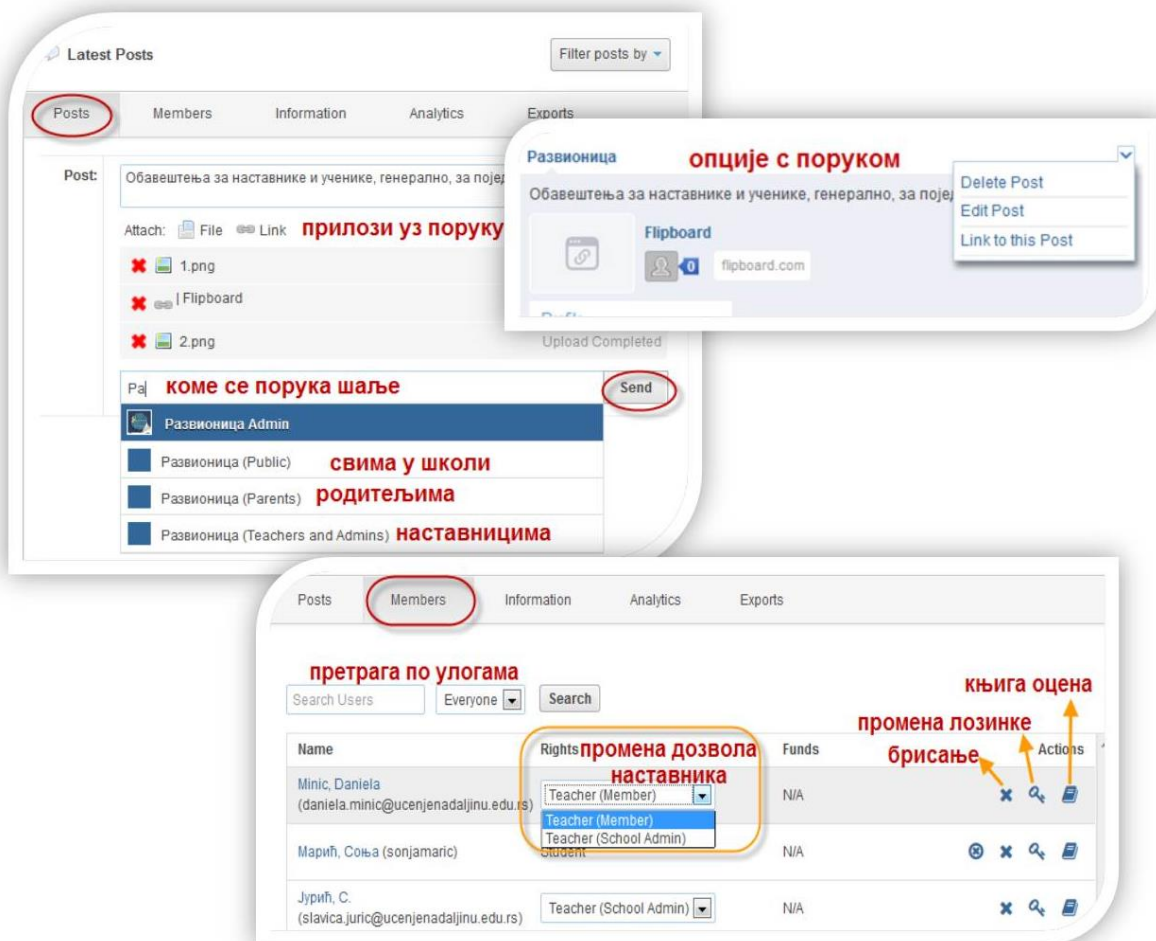 Latest Posts
Filter posts by
Posts Members Information Analytics Exports
Post:
Обавештења за наставнике и ученике, генерално, за
Attach: File Link прилози уз поруку
1.png
| Flipboard
2.png Upload Completed
Ра коме се порука шаље Send
Развионица Admin
Развионица (Public) свима у школи
Развионица (Parents) родитељима
Развионица (Teachers and Admins) наставницима
Развионица опције с поруком
Обавештења за наставнике и ученике, генерално, за
Delete Post
Edit Post
Link to this Post
Flipboard
0 flipboard.com
Posts Members Information Analytics Exports
претрага по улогама
Search Users Everyone Search
књига оцена
промена лозинке
брисање
Name Rights промена дозвола наставника Funds Actions
Minic, Daniela
(daniela.minic@ucenjenadaljinu.edu.rs) Teacher (Member) N/A
Teacher (Member)
Teacher (School Admin)
Марић, Соња (sonjamaric) Student N/A
Јурић, С.
(slavica.juric@ucenjenadaljinu.edu.rs) Teacher (School Admin) N/A